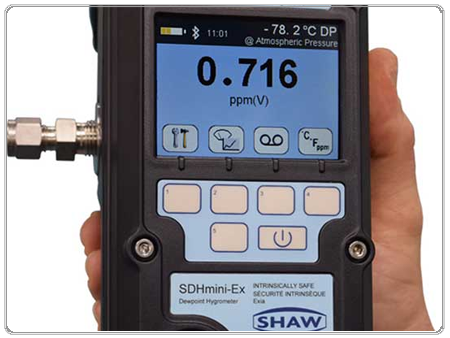 11:01
- 78. 2 °C DP
@ Atmospheric Pressure
0.716
ppm(V)
°C, °F, ppm
1 2 3 4
5
SDHmini-Ex
Dewpoint Hygrometer
INTRINSICALLY SAFE
SÉCURITÉ INTRINSÈQUE
Exia
SHAW